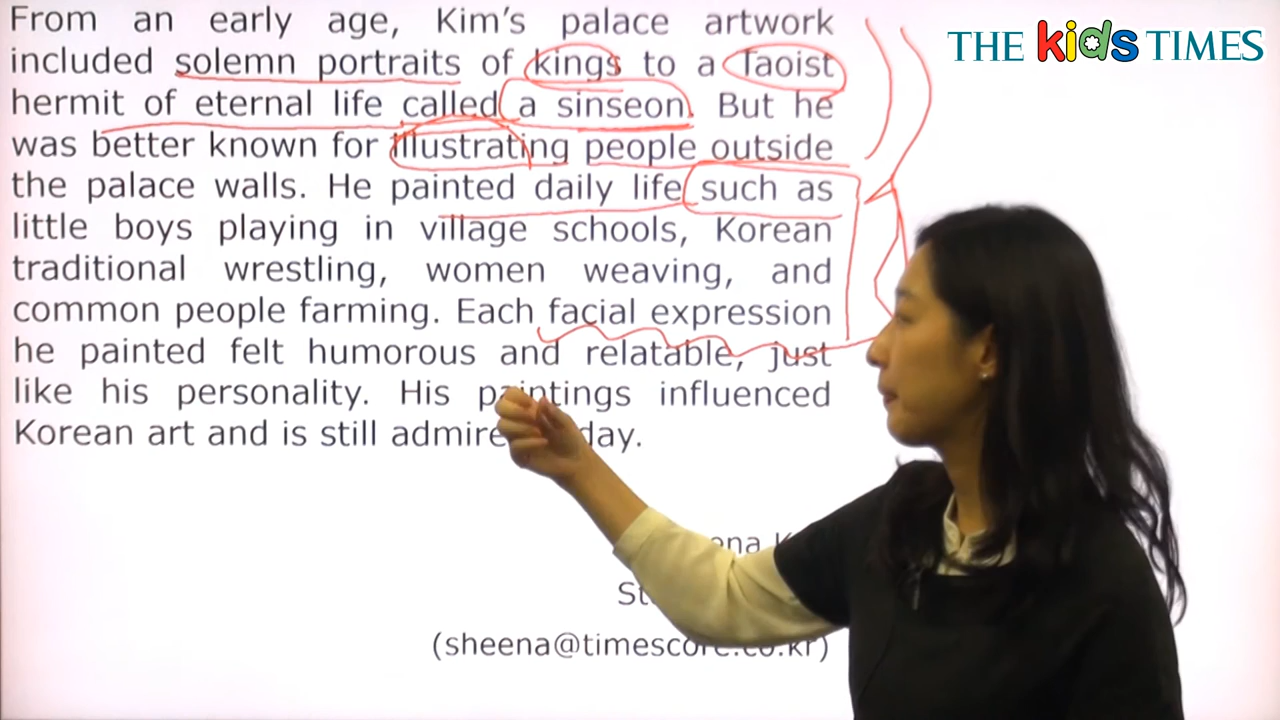 From an early age, Kim's palace artwork
included solemn portraits of kings to a Taoist
hermit of eternal life called a sinseon. But he
was better known for illustrating people outside
the palace walls. He painted daily life such as
little boys playing in village schools, Korean
traditional wrestling, women weaving, and
common people farming. Each facial expression
he painted felt humorous and relatable, just
like his personality. His paintings influenced
Korean art and is still admire day.
ena K
St
(sheena@timescore.co.kr)
THE kids TIMES